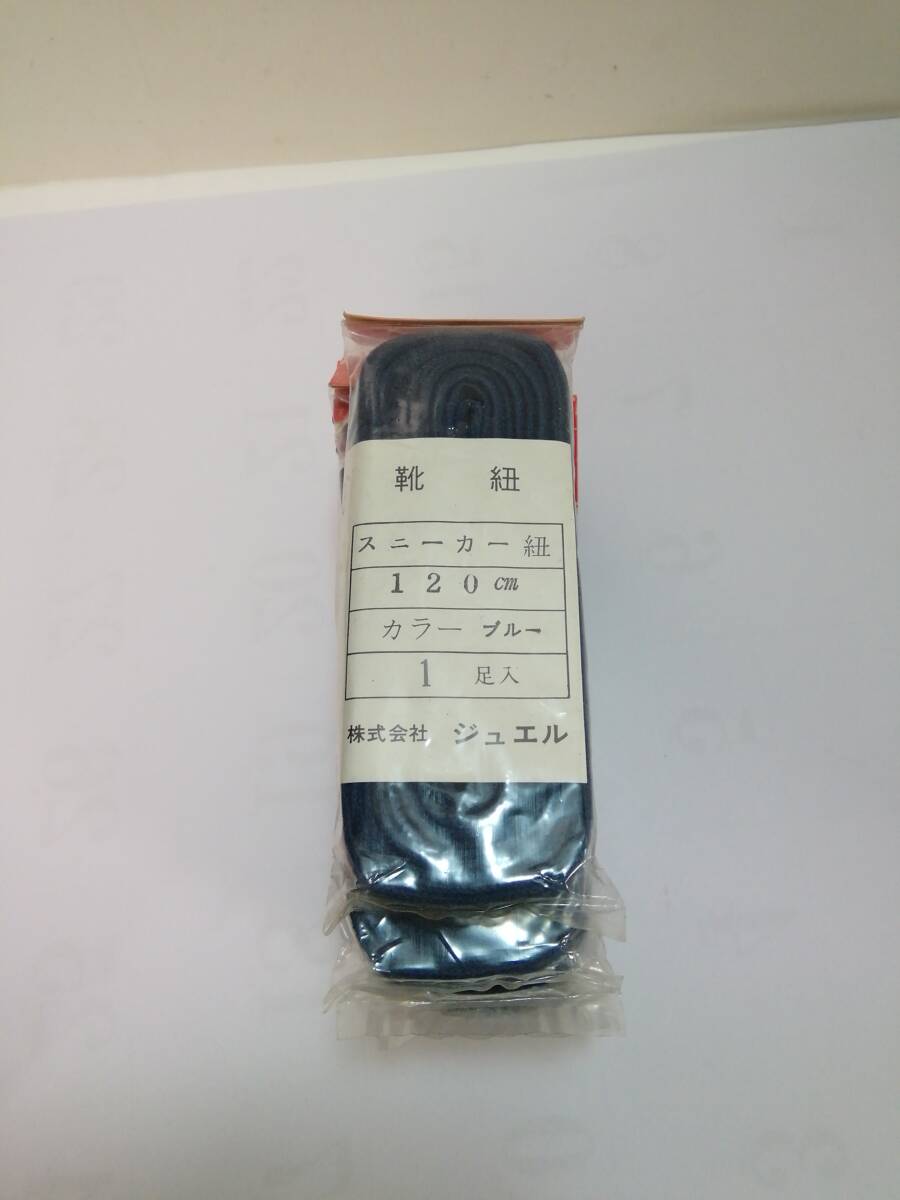 靴 紐
スニーカー紐
120cm
カラー ブルー
1 足入
株式会社 ジュエル